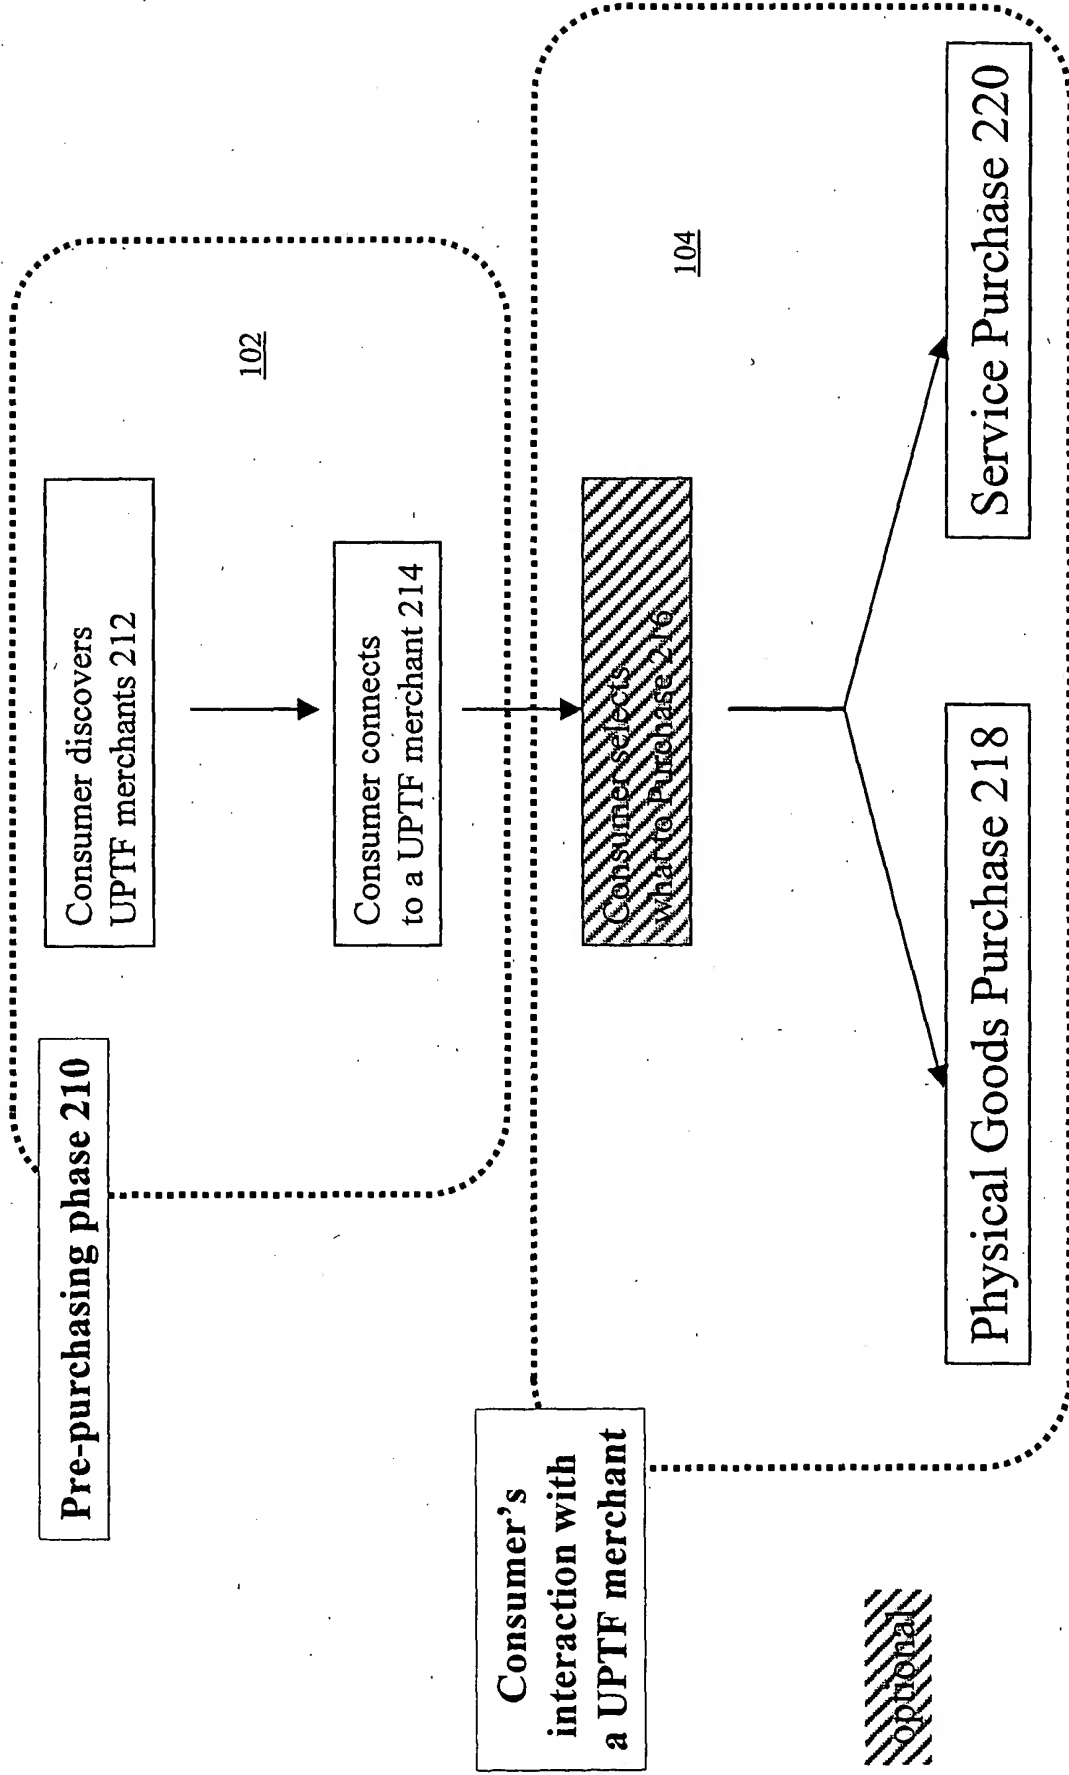 Pre-purchasing phase 210
Consumer discovers
UPTF merchants 212
102
Consumer connects
to a UPTF merchant 214
Consumer's
interaction with
a UPTF merchant
Consumer selects
what to Purchase 216
104
Physical Goods Purchase 218
Service Purchase 220
optional